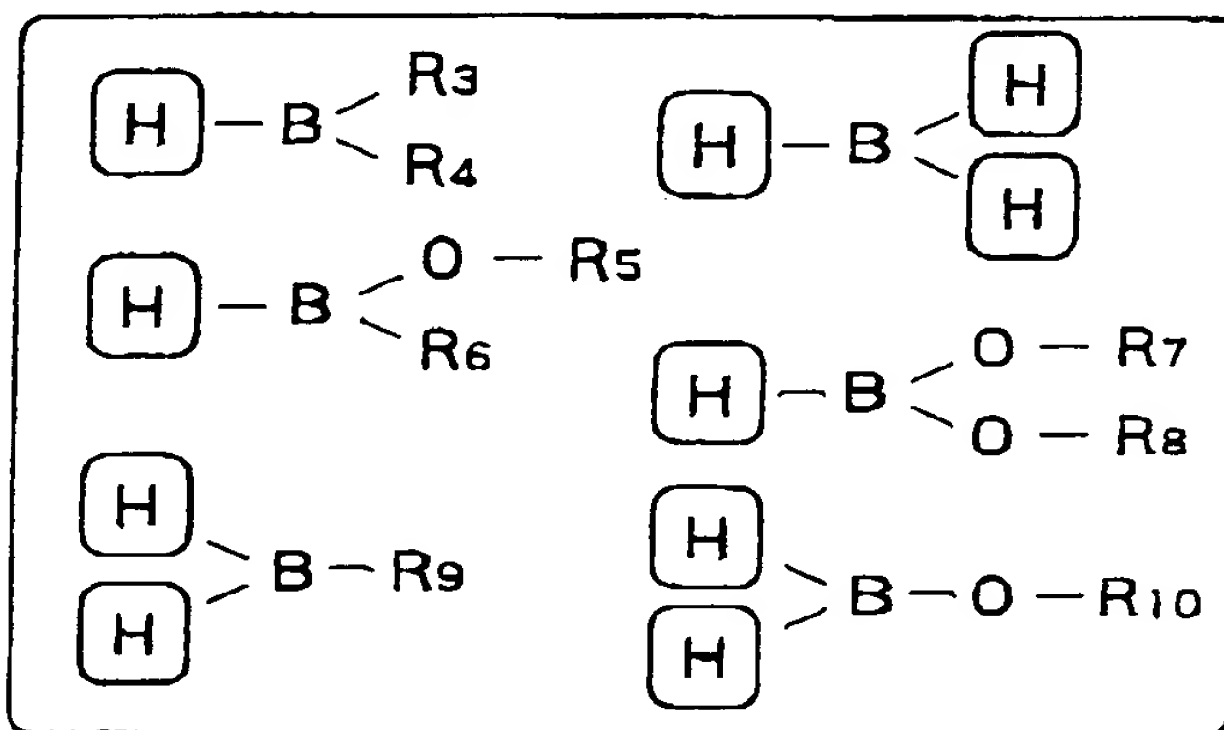 H — B R3
R4
H — B H
H
H — B O — R5
R6
H — B O — R7
O — R8
H
H B — R9
H
H B — O — R10